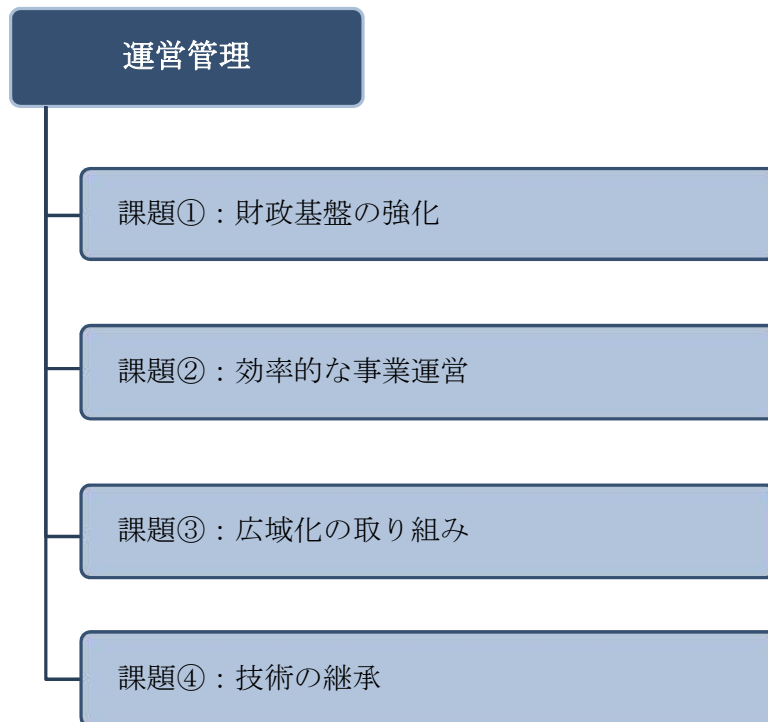 運営管理
課題①：財政基盤の強化
課題②：効率的な事業運営
課題③：広域化の取り組み
課題④：技術の継承